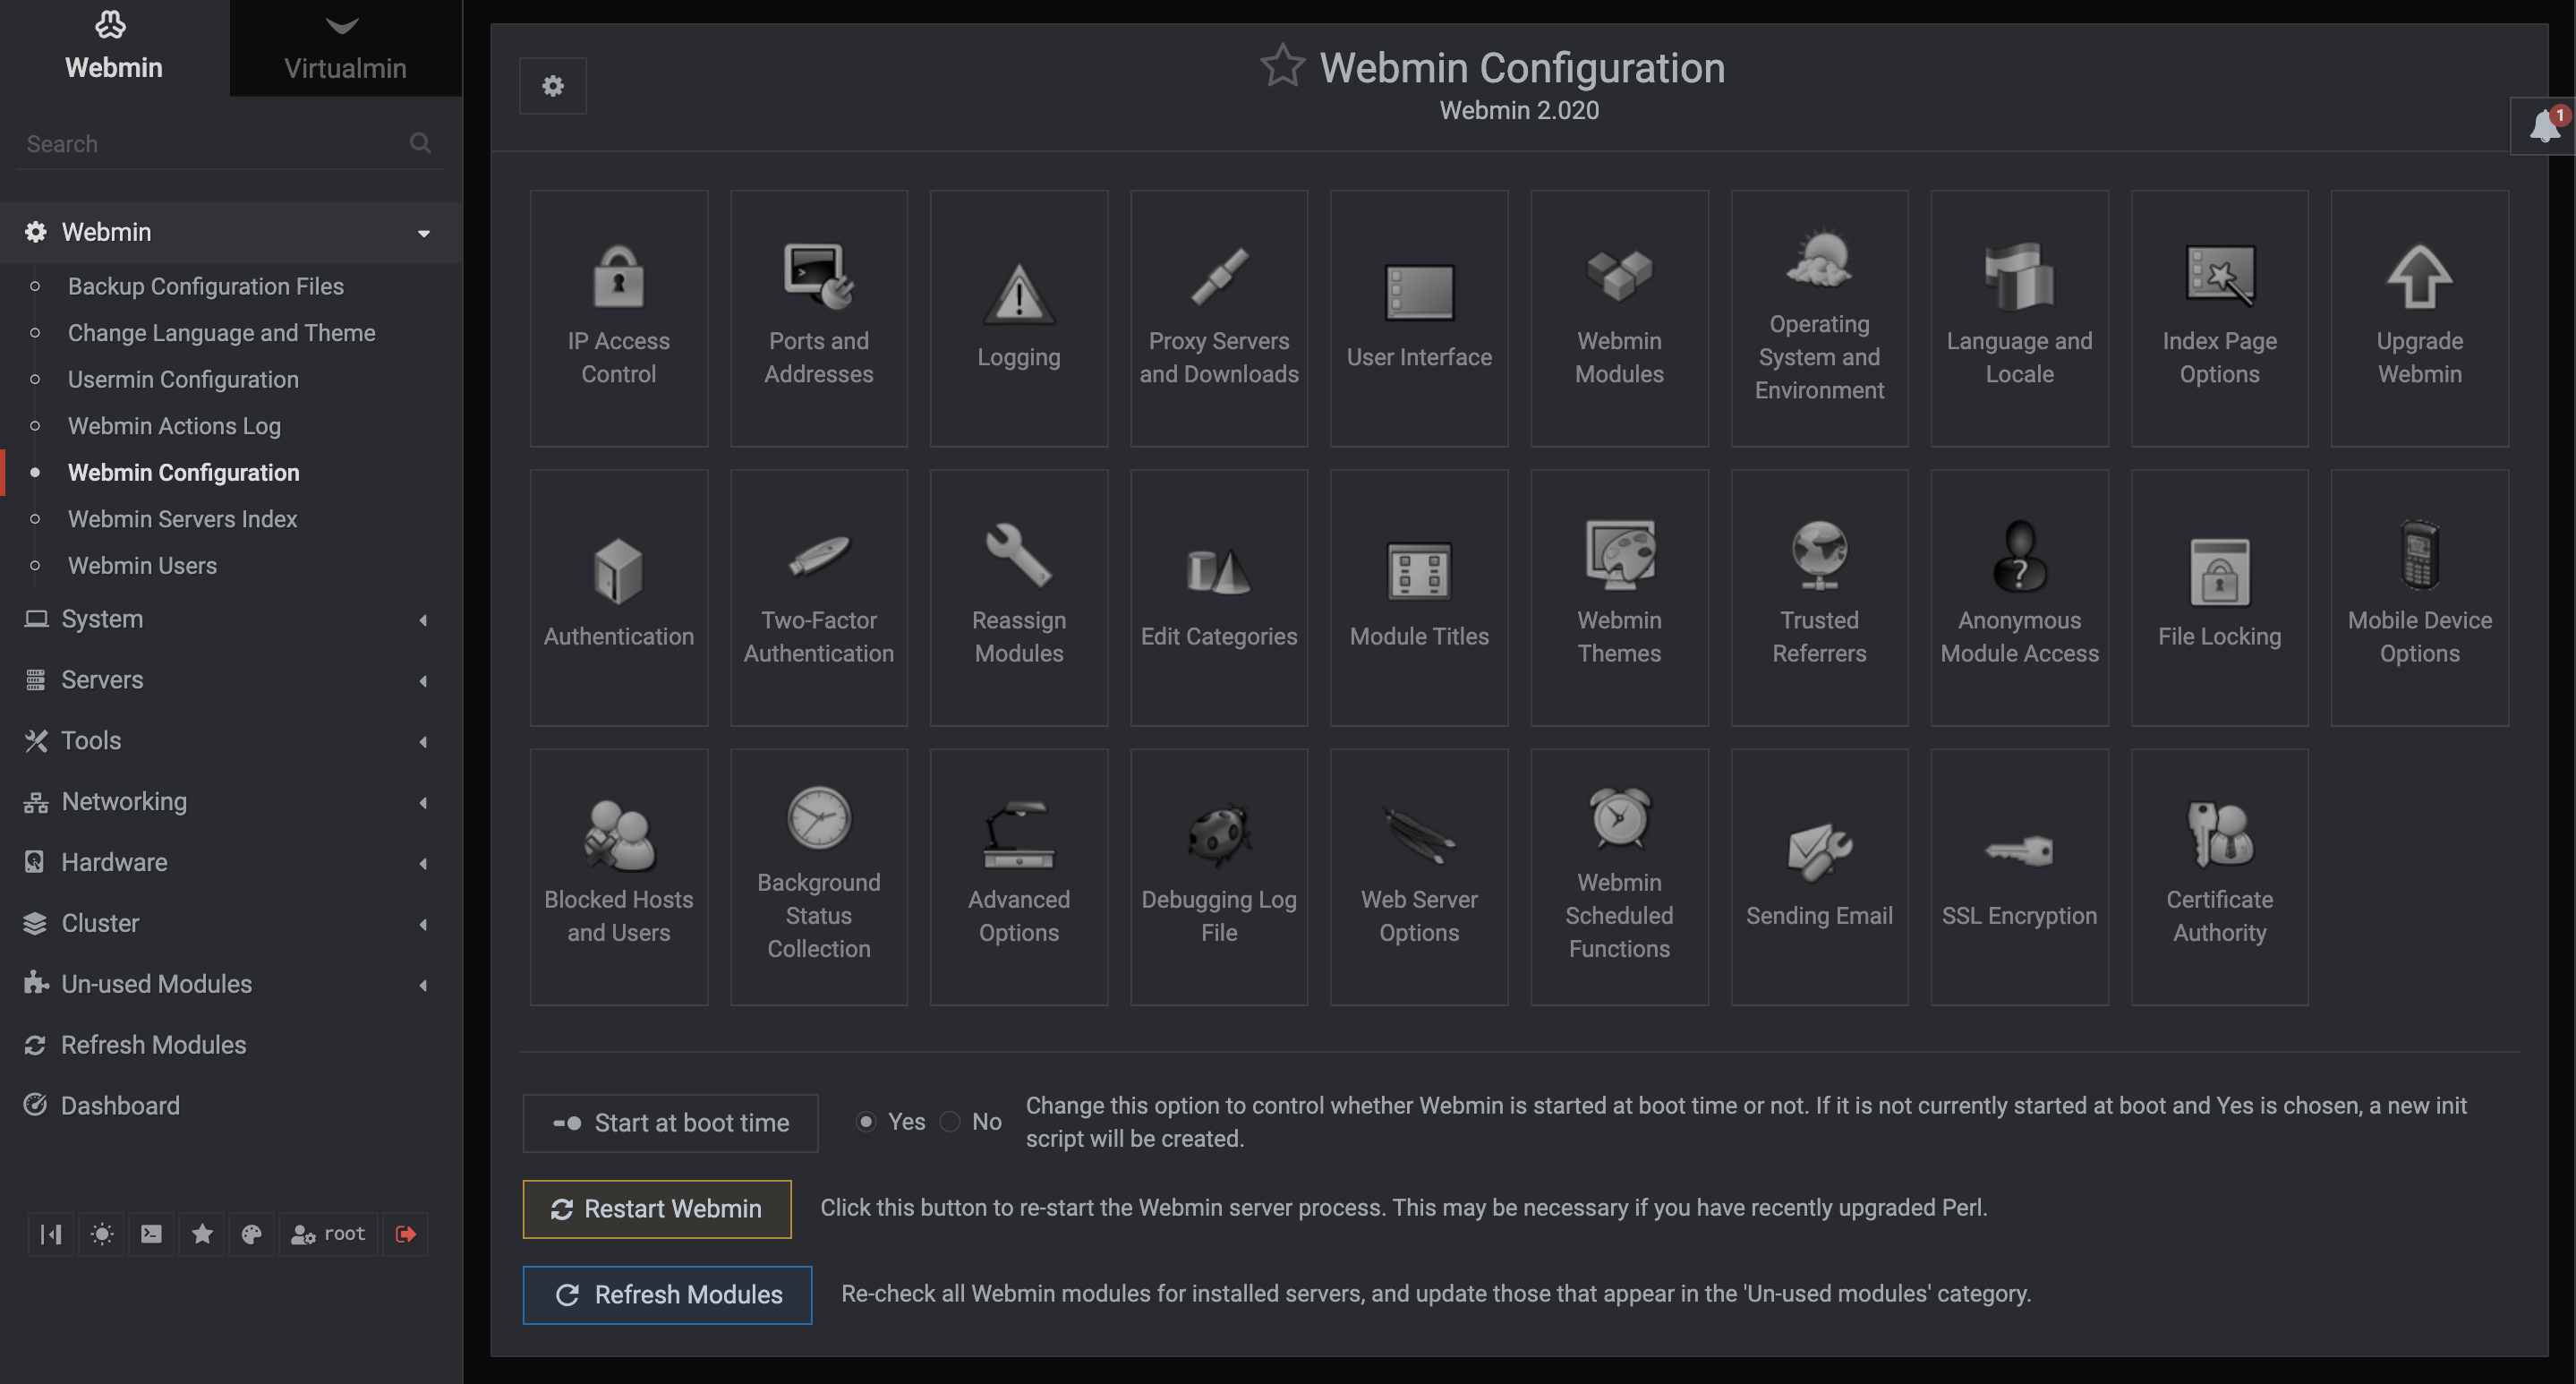 Webmin
Virtualmin
Search
Webmin
Backup Configuration Files
Change Language and Theme
Usermin Configuration
Webmin Actions Log
Webmin Configuration
Webmin Servers Index
Webmin Users
System
Servers
Tools
Networking
Hardware
Cluster
Un-used Modules
Refresh Modules
Dashboard
root
Webmin Configuration
Webmin 2.020
1
IP Access
Control
Ports and
Addresses
Logging
Proxy Servers
and Downloads
User Interface
Webmin
Modules
Operating
System and
Environment
Language and
Locale
Index Page
Options
Upgrade
Webmin
Authentication
Two-Factor
Authentication
Reassign
Modules
Edit Categories
Module Titles
Webmin
Themes
Trusted
Referrers
Anonymous
Module Access
File Locking
Mobile Device
Options
Blocked Hosts
and Users
Background
Status
Collection
Advanced
Options
Debugging Log
File
Web Server
Options
Webmin
Scheduled
Functions
Sending Email
SSL Encryption
Certificate
Authority
Start at boot time
Yes No
Change this option to control whether Webmin is started at boot time or not. If it is not currently started at boot and Yes is chosen, a new init
script will be created.
Restart Webmin
Click this button to re-start the Webmin server process. This may be necessary if you have recently upgraded Perl.
Refresh Modules
Re-check all Webmin modules for installed servers, and update those that appear in the 'Un-used modules' category.